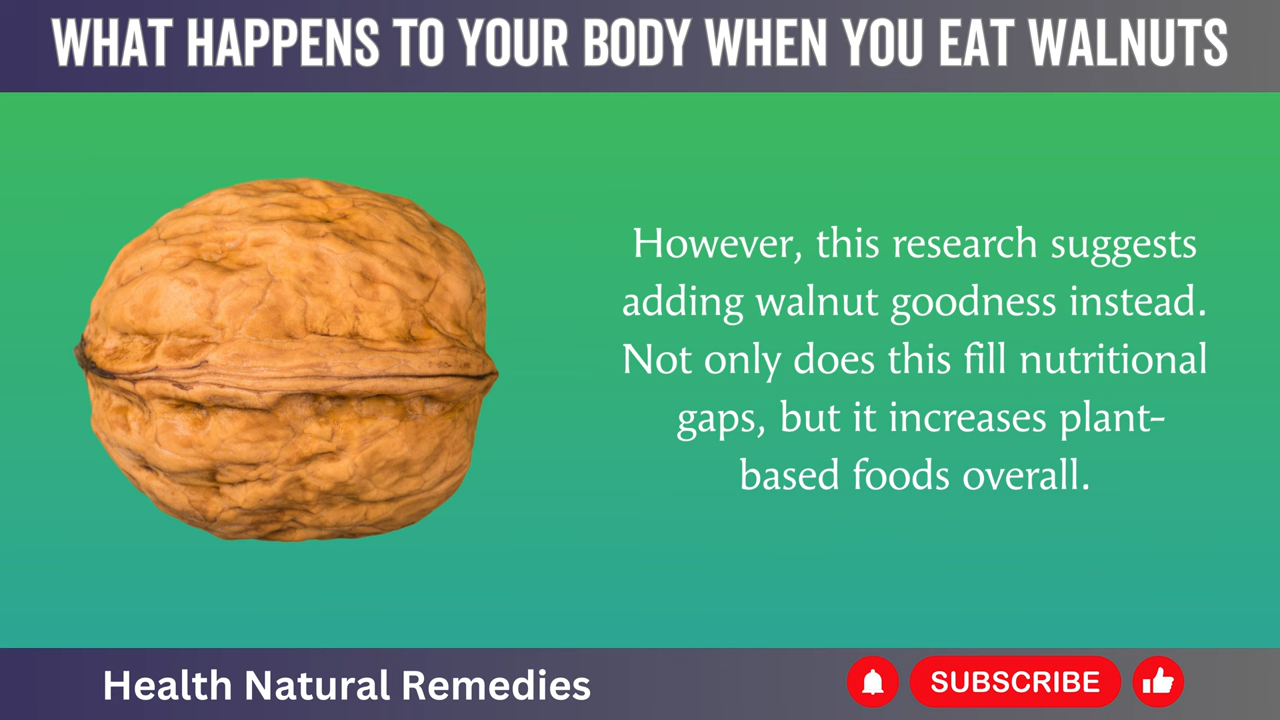 WHAT HAPPENS TO YOUR BODY WHEN YOU EAT WALNUTS
However, this research suggests
adding walnut goodness instead.
Not only does this fill nutritional
gaps, but it increases plant-
based foods overall.
Health Natural Remedies
SUBSCRIBE